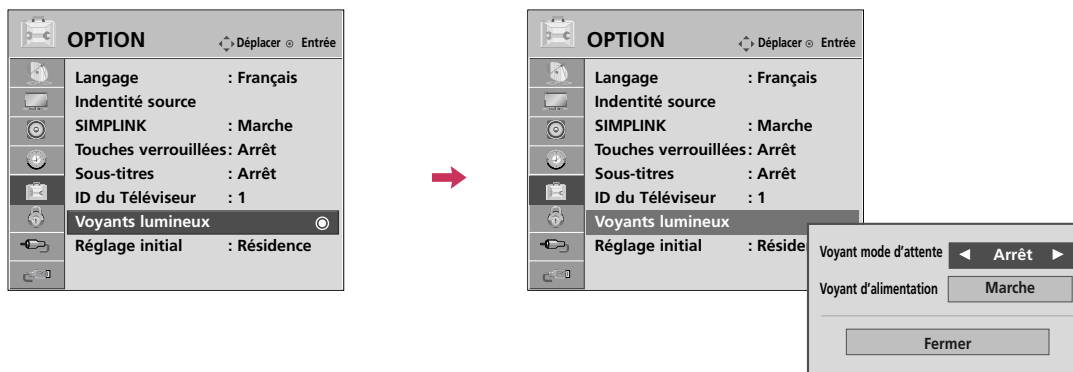 OPTION
Déplacer
Entrée
Langage : Français
Indentité source
SIMPLINK : Marche
Touches verrouillées: Arrêt
Sous-titres : Arrêt
ID du Téléviseur : 1
Voyants lumineux
Réglage initial : Résidence
OPTION
Déplacer
Entrée
Langage : Français
Indentité source
SIMPLINK : Marche
Touches verrouillées: Arrêt
Sous-titres : Arrêt
ID du Téléviseur : 1
Voyants lumineux
Réglage initial : Réside
Voyant mode d'attente ◄ Arrêt ►
Voyant d'alimentation Marche
Fermer